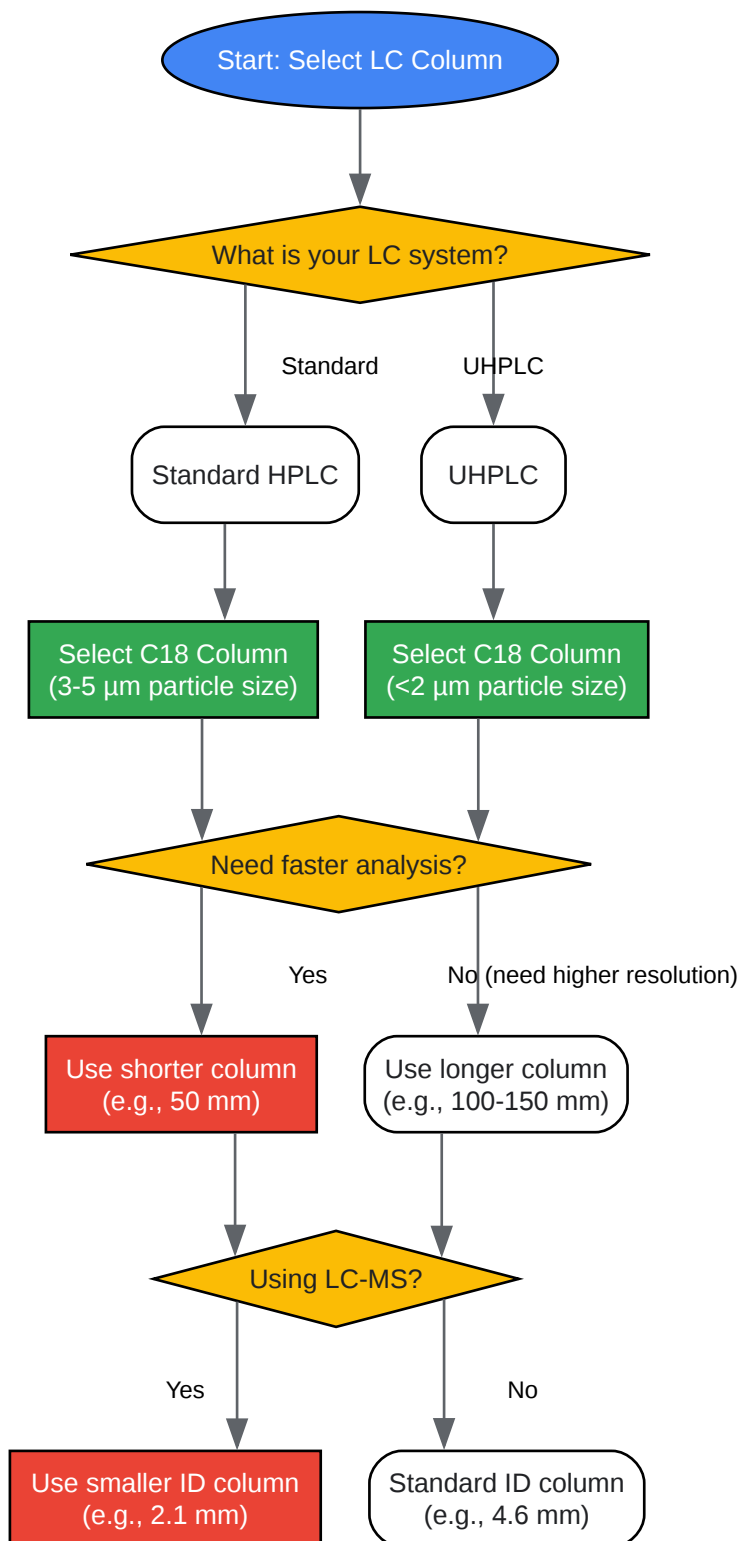 Start: Select LC Column
What is your LC system?
Standard
UHPLC
Standard HPLC
UHPLC
Select C18 Column
(3-5 µm particle size)
Select C18 Column
(<2 µm particle size)
Need faster analysis?
Yes
No (need higher resolution)
Use shorter column
(e.g., 50 mm)
Use longer column
(e.g., 100-150 mm)
Using LC-MS?
Yes
No
Use smaller ID column
(e.g., 2.1 mm)
Standard ID column
(e.g., 4.6 mm)